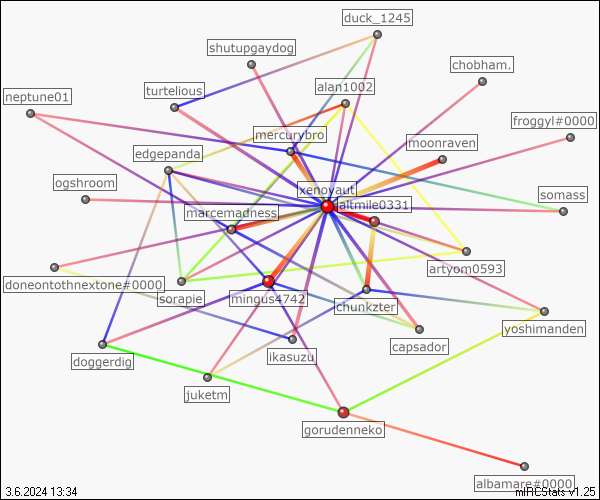 duck_1245
shutupgaydog
chobham.
turtelious
alan1002
neptune01
froggyl#0000
mercurybro
moonraven
edgepanda
ogshroom
xenoyaut
somass
marcemadness
altmile0331
artyom0593
doneontothnextone#0000
sorapie
mingus4742
chunkzter
yoshimanden
capsador
ikasuzu
doggerdig
juketm
gorudenneko
albamare#0000
3.6.2024 13:34
mIRCStats v1.25